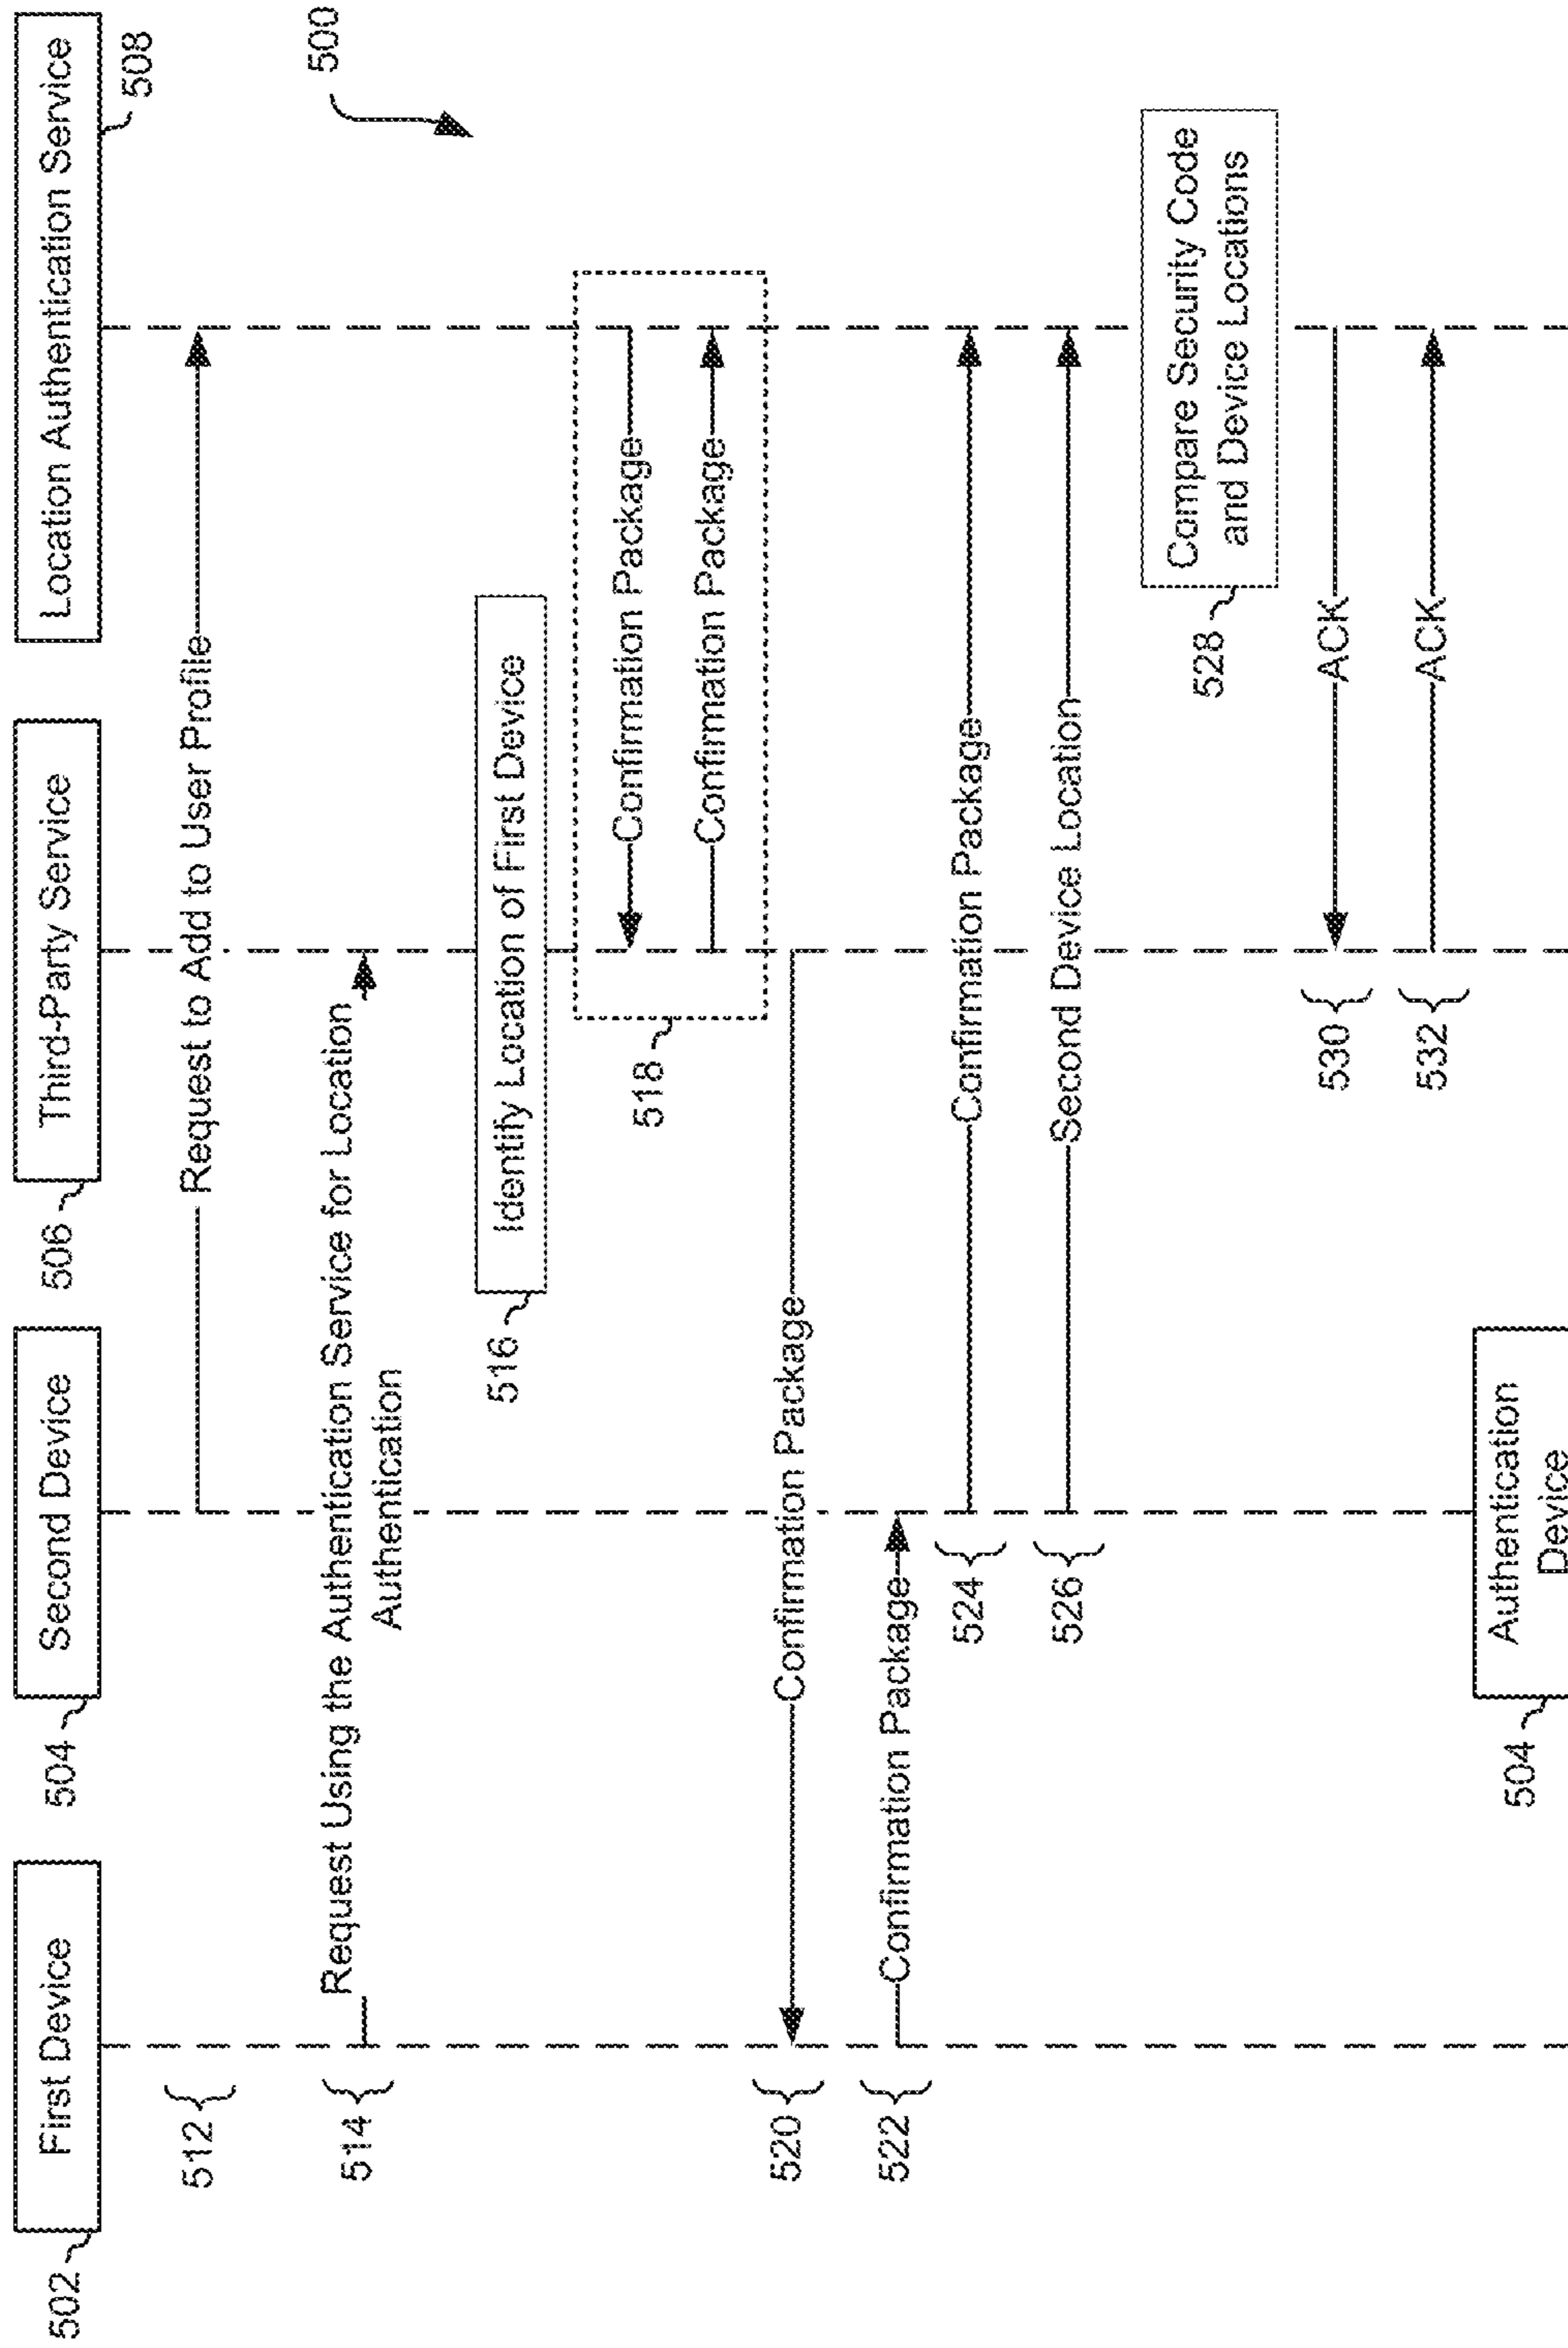 502
First Device
504
Second Device
506
Third-Party Service
Location Authentication Service
508
500
512
Request to Add to User Profile
514
Request Using the Authentication Service for Location
Authentication
516
Identify Location of First Device
518
Confirmation Package
Confirmation Package
520
Confirmation Package
522
Confirmation Package
524
Confirmation Package
526
Second Device Location
528
Compare Security Code
and Device Locations
530
ACK
532
ACK
504
Authentication
Device